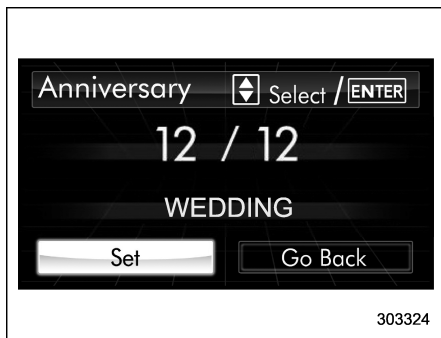 Anniversary Select / ENTER
12 / 12
WEDDING
Set Go Back
303324